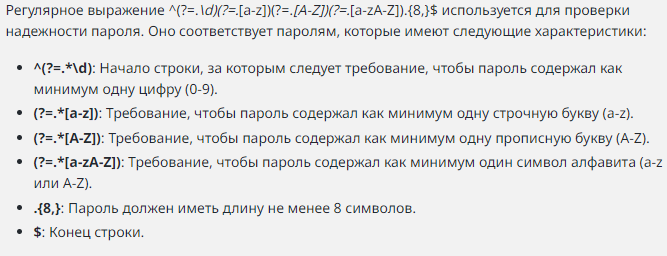 Регулярное выражение ^(?=.\d)(?=.[a-z])(?=.[A-Z])(?=.[a-zA-Z]).{8,}$ используется для проверки
надежности пароля. Оно соответствует паролям, которые имеют следующие характеристики:
• ^(?=.*\d): Начало строки, за которым следует требование, чтобы пароль содержал как
минимум одну цифру (0-9).
• (?=.*[a-z]): Требование, чтобы пароль содержал как минимум одну строчную букву (a-z).
• (?=.*[A-Z]): Требование, чтобы пароль содержал как минимум одну прописную букву (A-Z).
• (?=.*[a-zA-Z]): Требование, чтобы пароль содержал как минимум один символ алфавита (a-z
или A-Z).
• .{8,}: Пароль должен иметь длину не менее 8 символов.
• $: Конец строки.